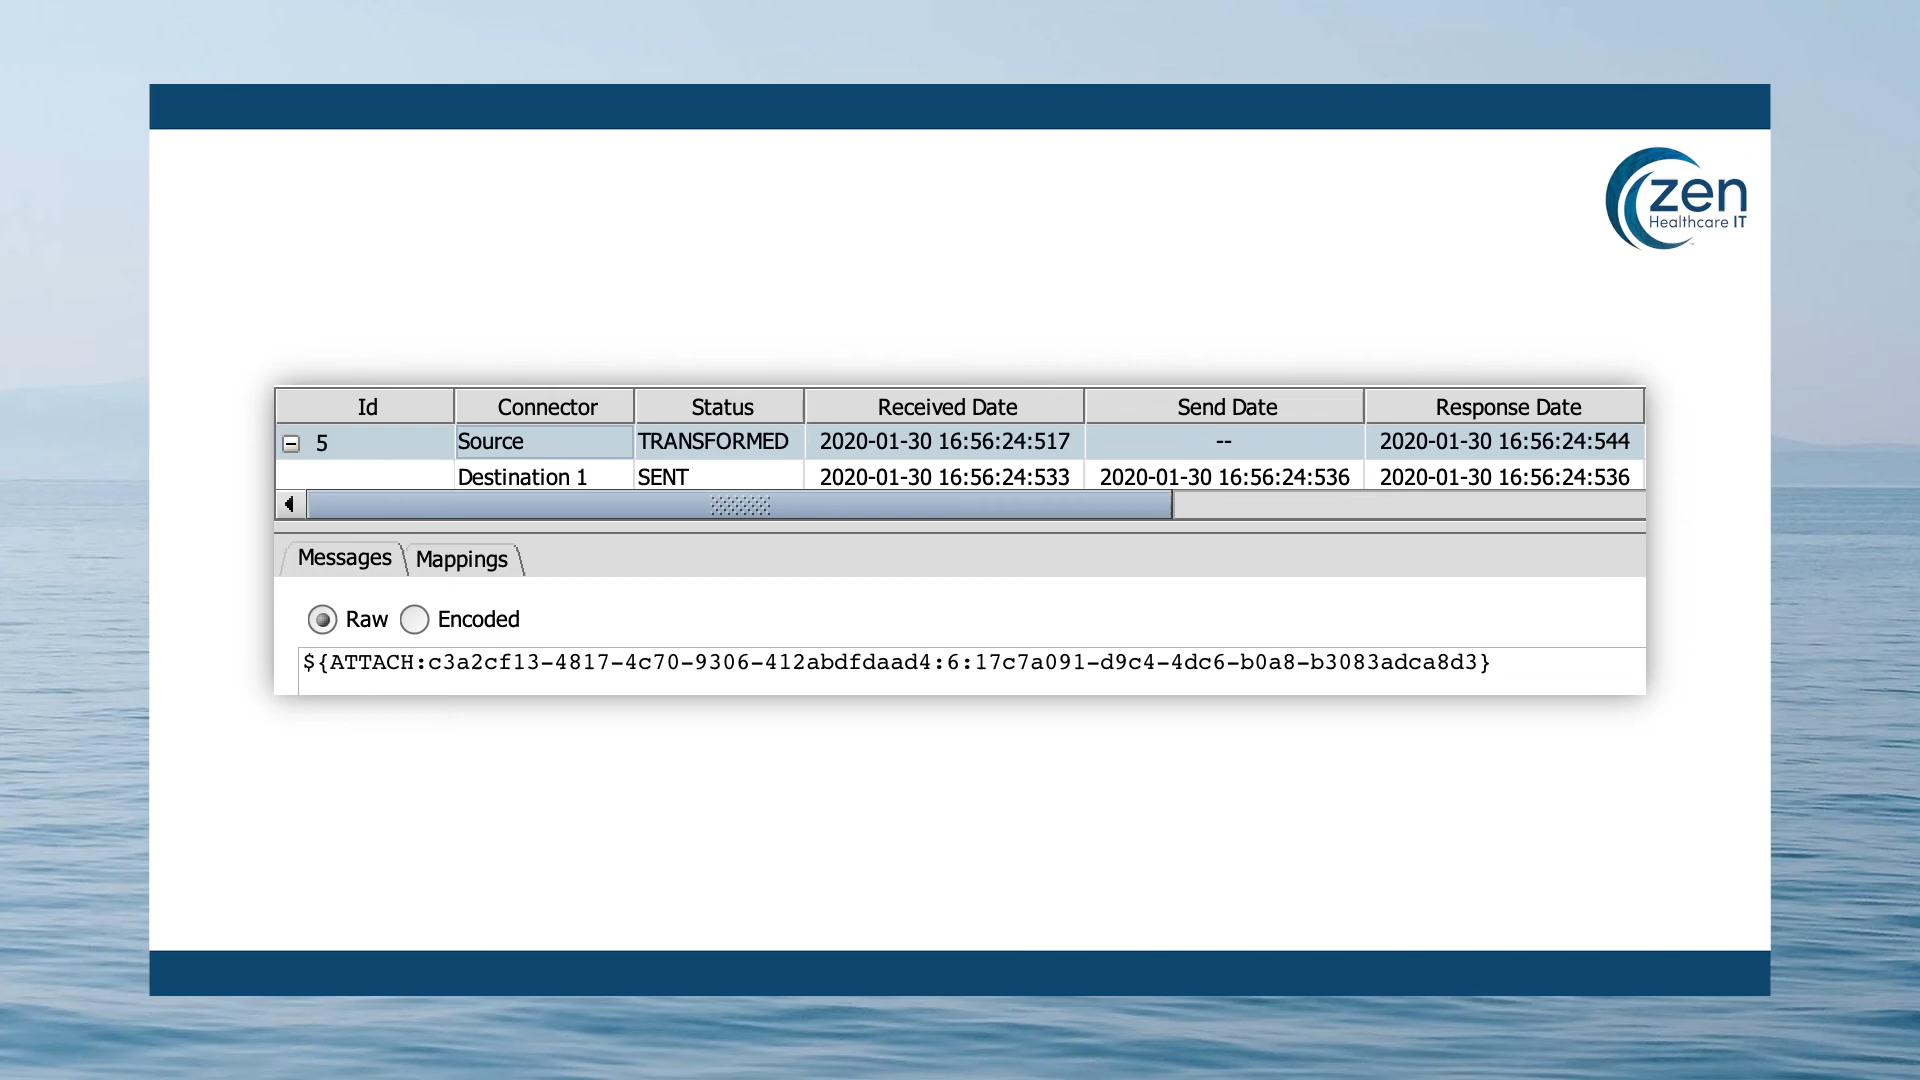 zen
Healthcare IT
Id Connector Status Received Date Send Date Response Date
5 Source TRANSFORMED 2020-01-30 16:56:24:517 -- 2020-01-30 16:56:24:544
Destination 1 SENT 2020-01-30 16:56:24:533 2020-01-30 16:56:24:536 2020-01-30 16:56:24:536
Messages Mappings
Raw Encoded
${ATTACH:c3a2cf13-4817-4c70-9306-412abdfdaad4:6:17c7a091-d9c4-4dc6-b0a8-b3083adca8d3}